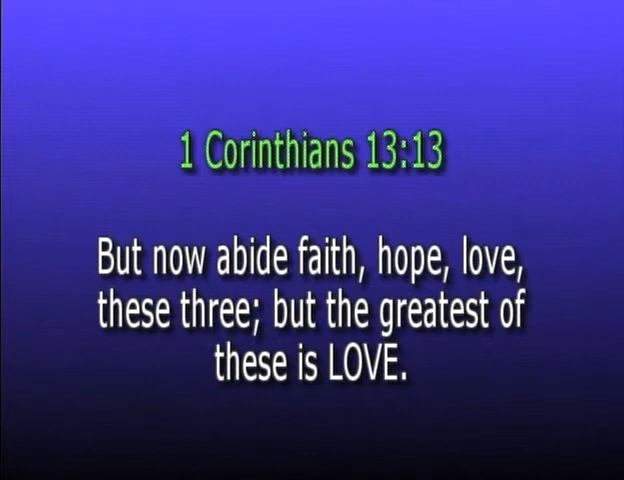 1 Corinthians 13:13
But now abide faith, hope, love,
these three; but the greatest of
these is LOVE.